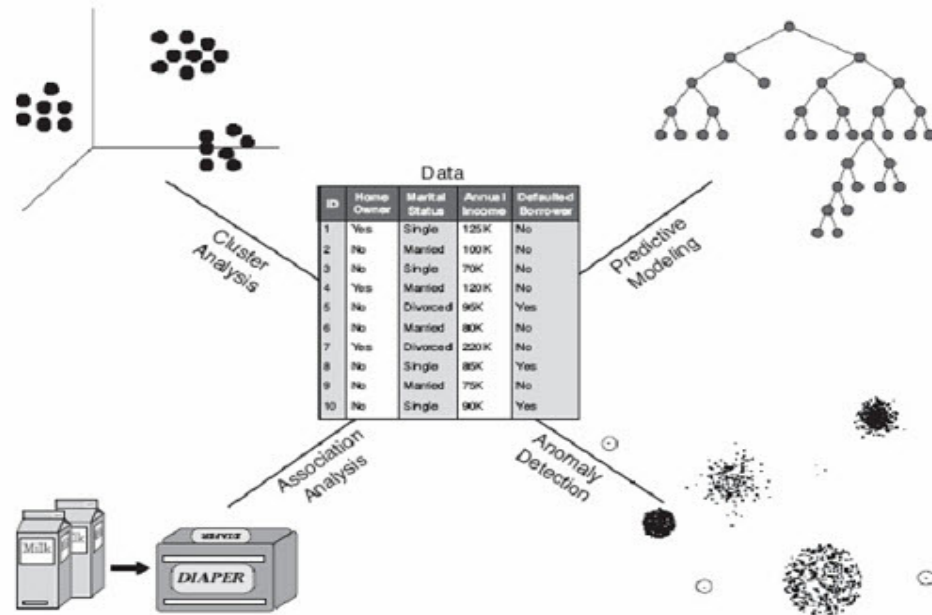 Data
ID Home Owner Marital Status Annual Income Defaulted Borrower
1 Yes Single 125K No
2 No Married 100K No
3 No Single 70K No
4 Yes Married 120K No
5 No Divorced 95K Yes
6 No Married 80K No
7 Yes Divorced 220K No
8 No Single 85K Yes
9 No Married 75K No
10 No Single 90K Yes
Cluster
Analysis
Predictive
Modeling
Association
Analysis
Anomaly
Detection
Milk
Milk
DIAPER
DIAPER